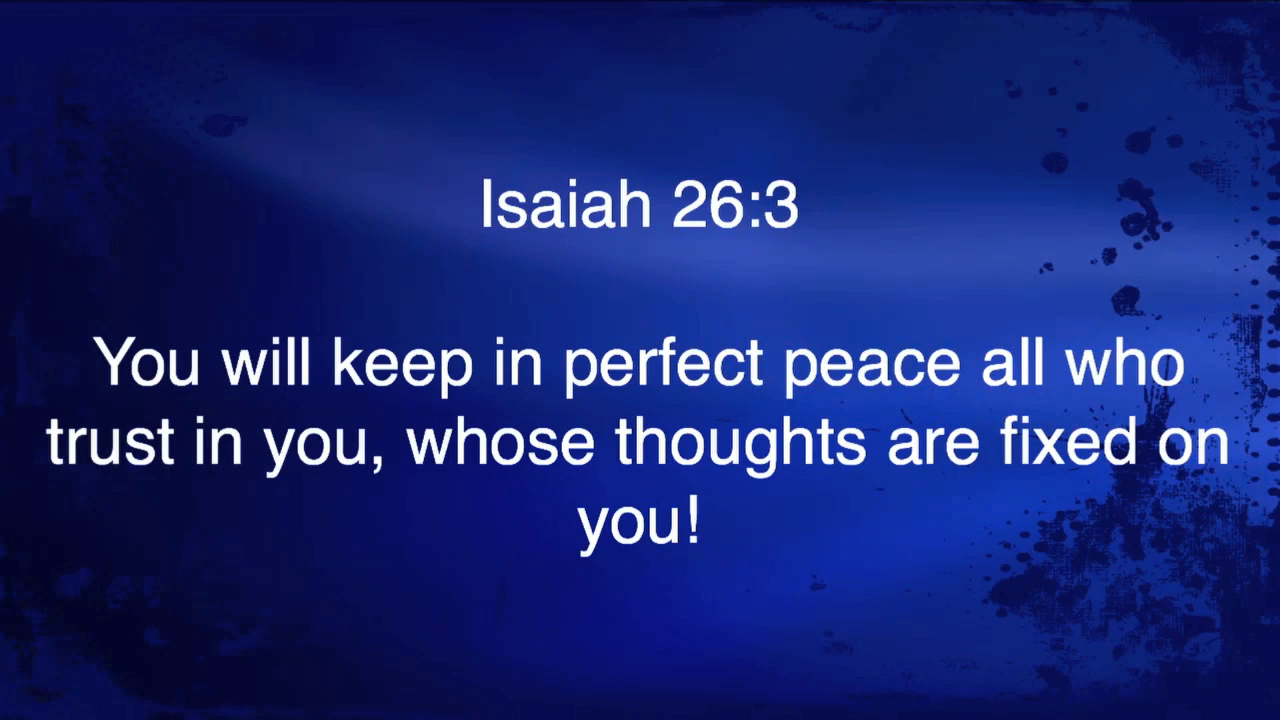 Isaiah 26:3
You will keep in perfect peace all who
trust in you, whose thoughts are fixed on
you!